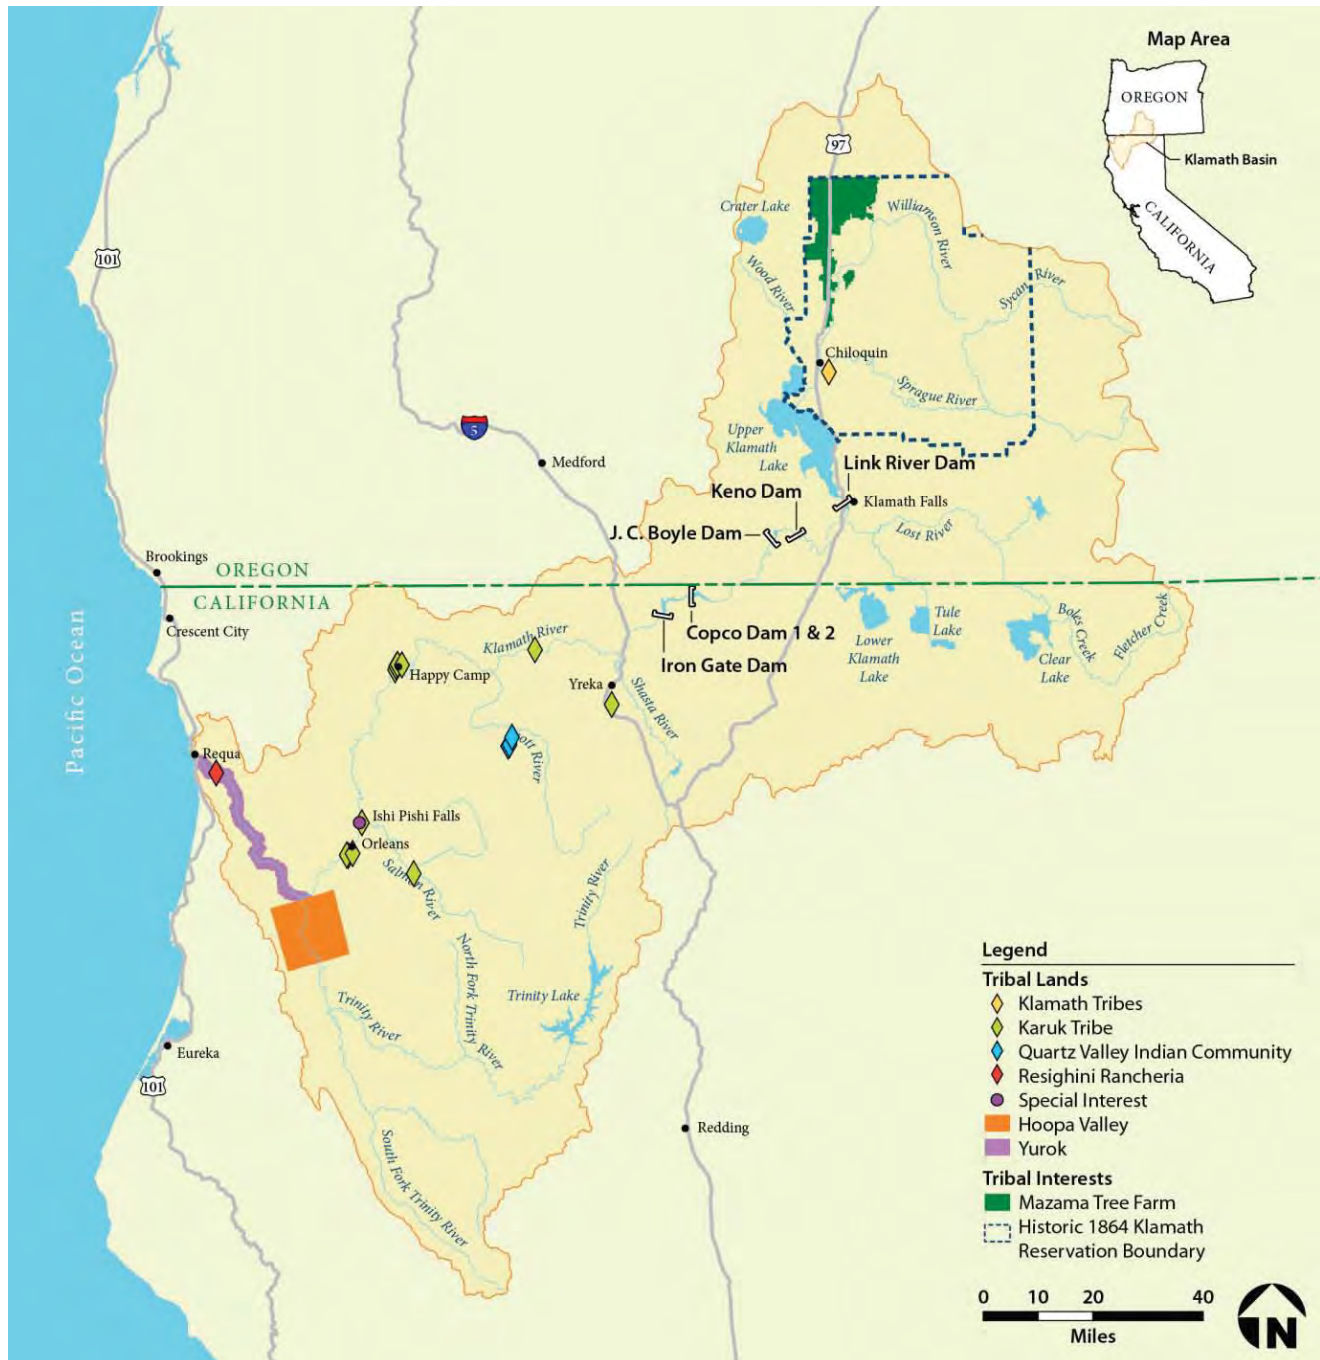 Map Area
OREGON
Klamath Basin
CALIFORNIA
97
Crater Lake
Williamson River
Wood River
Sycan River
101
Chiloquin
Sprague River
5
Upper
Klamath
Lake
Medford
Link River Dam
Keno Dam
Klamath Falls
J. C. Boyle Dam
Lost River
Brookings
OREGON
CALIFORNIA
Crescent City
Pacific Ocean
Klamath River
Copco Dam 1 & 2
Iron Gate Dam
Lower
Klamath
Lake
Tule
Lake
Clear
Lake
Boles Creek
Fletcher Creek
Happy Camp
Yreka
Shasta River
River
Requa
Ishi Pishi Falls
Orleans
Salmon River
Trinity River
North Fork Trinity River
Trinity Lake
Trinity River
Eureka
101
South Fork Trinity River
Redding
Legend
Tribal Lands
Klamath Tribes
Karuk Tribe
Quartz Valley Indian Community
Resighini Rancheria
Special Interest
Hoopa Valley
Yurok
Tribal Interests
Mazama Tree Farm
Historic 1864 Klamath
Reservation Boundary
0 10 20 40
Miles
N